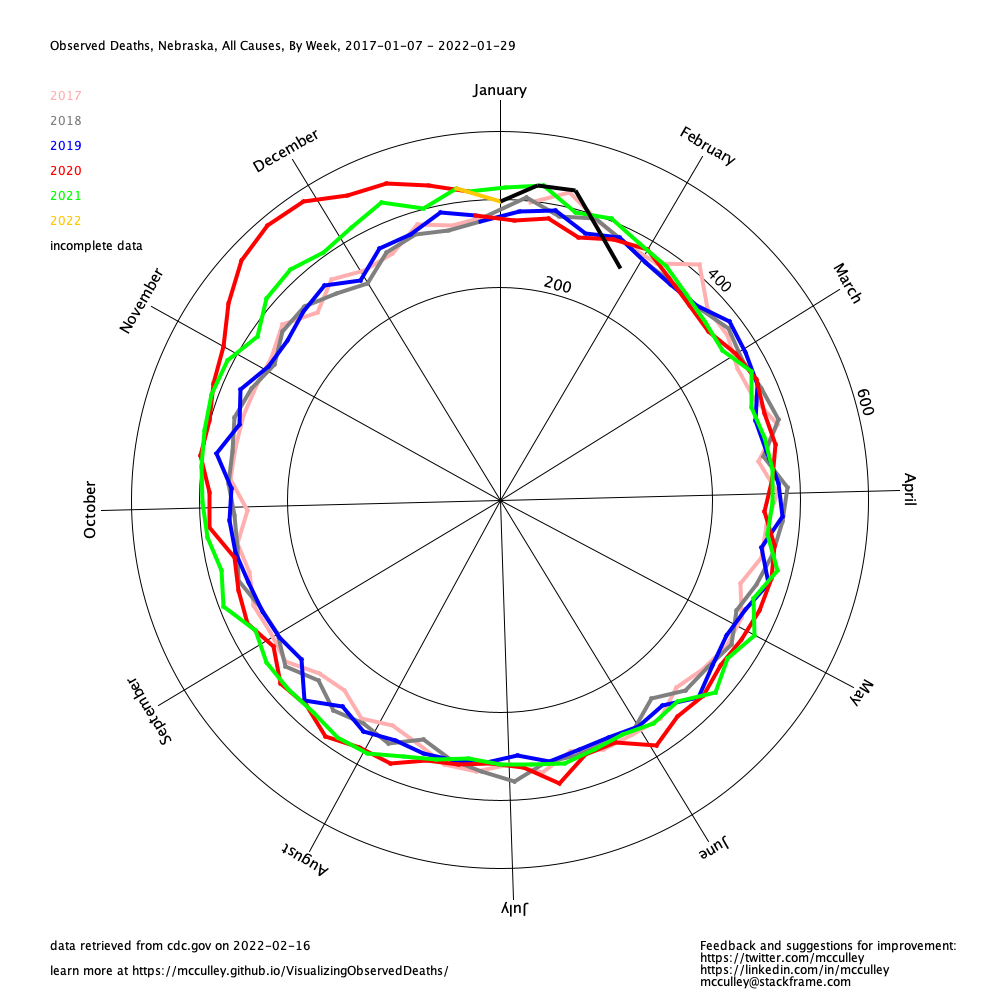 Observed Deaths, Nebraska, All Causes, By Week, 2017-01-07 - 2022-01-29
January
2017
2018
2019
2020
2021
2022
incomplete data
February
March
April
May
June
July
August
September
October
November
December
200
400
600
data retrieved from cdc.gov on 2022-02-16
learn more at https://mcculley.github.io/VisualizingObservedDeaths/
Feedback and suggestions for improvement:
https://twitter.com/mcculley
https://linkedin.com/in/mcculley
mcculley@stackframe.com